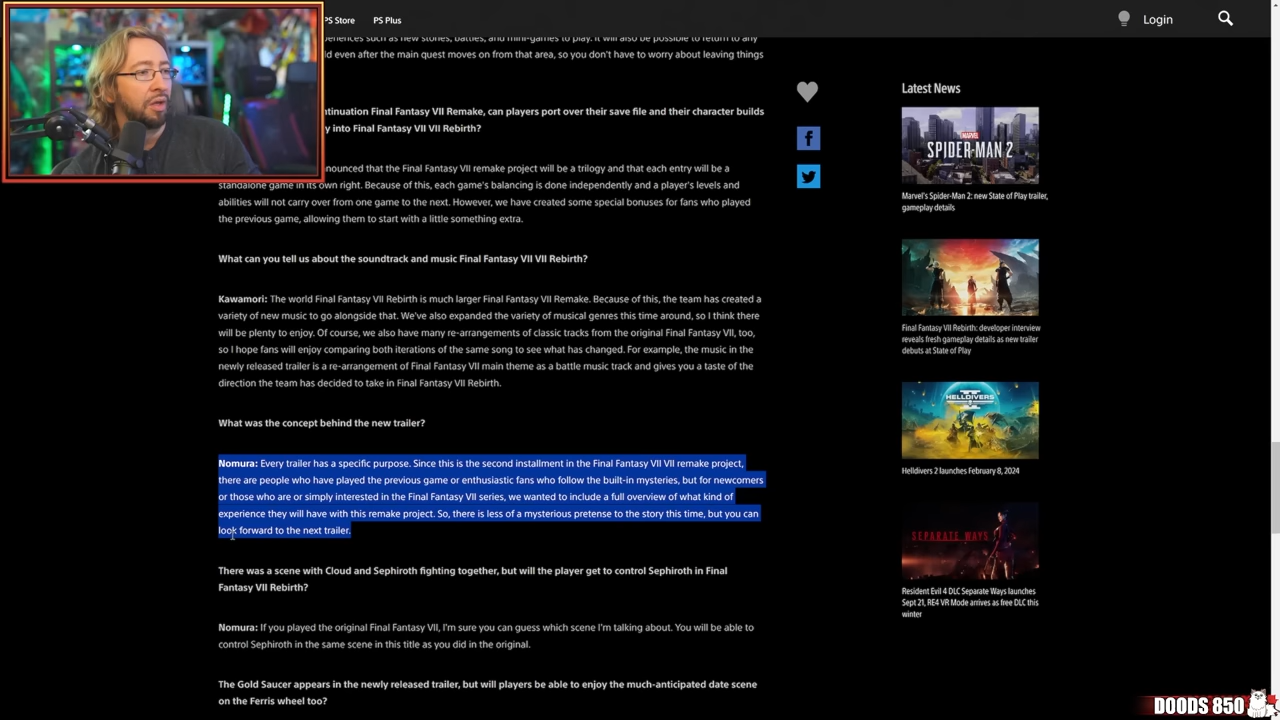 PS Store
PS Plus
Login
periences such as new stories, battles, and mini-games to play. It will also be possible to return to any
ld even after the main quest moves on from that area, so you don't have to worry about leaving things
ntinuation Final Fantasy VII Remake, can players port over their save file and their character builds
y into Final Fantasy VII VII Rebirth?
nounced that the Final Fantasy VII remake project will be a trilogy and that each entry will be a
standalone game in its own right. Because of this, each game's balancing is done independently and a player's levels and
abilities will not carry over from one game to the next. However, we have created some special bonuses for fans who played
the previous game, allowing them to start with a little something extra.
What can you tell us about the soundtrack and music Final Fantasy VII VII Rebirth?
Kawamori: The world Final Fantasy VII Rebirth is much larger Final Fantasy VII Remake. Because of this, the team has created a
variety of new music to go alongside that. We've also expanded the variety of musical genres this time around, so I think there
will be plenty to enjoy. Of course, we also have many re-arrangements of classic tracks from the original Final Fantasy VII, too,
so I hope fans will enjoy comparing both iterations of the same song to see what has changed. For example, the music in the
newly released trailer is a re-arrangement of Final Fantasy VII main theme as a battle music track and gives you a taste of the
direction the team has decided to take in Final Fantasy VII Rebirth.
What was the concept behind the new trailer?
Nomura: Every trailer has a specific purpose. Since this is the second installment in the Final Fantasy VII VII remake project,
there are people who have played the previous game or enthusiastic fans who follow the built-in mysteries, but for newcomers
or those who are or simply interested in the Final Fantasy VII series, we wanted to include a full overview of what kind of
experience they will have with this remake project. So, there is less of a mysterious pretense to the story this time, but you can
look forward to the next trailer.
There was a scene with Cloud and Sephiroth fighting together, but will the player get to control Sephiroth in Final
Fantasy VII Rebirth?
Nomura: If you played the original Final Fantasy VII, I'm sure you can guess which scene I'm talking about. You will be able to
control Sephiroth in the same scene in this title as you did in the original.
The Gold Saucer appears in the newly released trailer, but will players be able to enjoy the much-anticipated date scene
on the Ferris wheel too?
Latest News
MARVEL
SPIDER-MAN 2
Marvel's Spider-Man 2: new State of Play trailer,
gameplay details
Final Fantasy VII Rebirth: developer interview
reveals fresh gameplay details as new trailer
debuts at State of Play
HELLDIVERS
II
Helldivers 2 launches February 8, 2024
SEPARATE WAYS
Resident Evil 4 DLC Separate Ways launches
Sept 21, RE4 VR Mode arrives as free DLC this
winter
DOODS 850